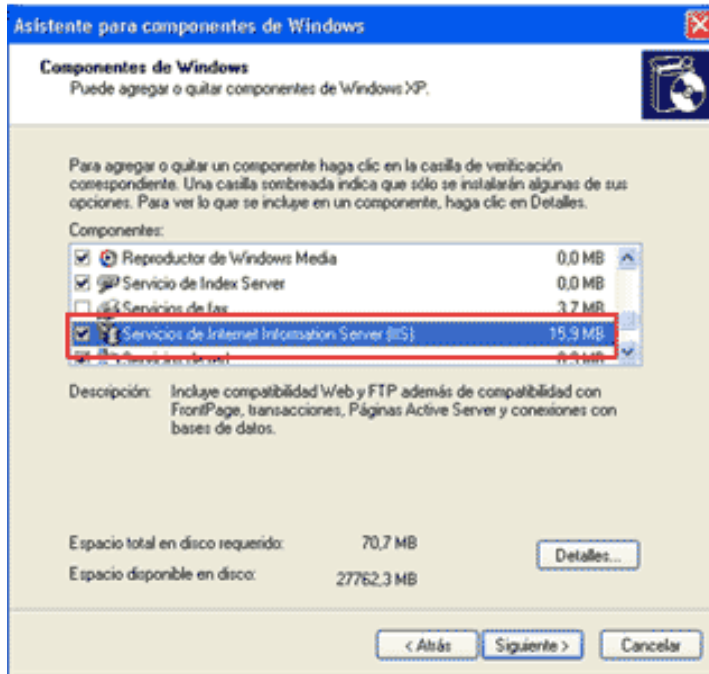 Asistente para componentes de Windows
Componentes de Windows
Puede agregar o quitar componentes de Windows XP.
Para agregar o quitar un componente haga clic en la casilla de verificación
correspondiente. Una casilla sombreada indica que sólo se instalarán algunas de sus
opciones. Para ver lo que se incluye en un componente, haga clic en Detalles.
Componentes:
Reproductor de Windows Media 0,0 MB
Servicio de Index Server 0,0 MB
Servicios de fax 3,7 MB
Servicios de Internet Information Server (IIS) 15,9 MB
Servicios de red
Descripción: Incluye compatibilidad Web y FTP además de compatibilidad con
FrontPage, transacciones, Páginas Active Server y conexiones con
bases de datos.
Espacio total en disco requerido: 70,7 MB
Espacio disponible en disco: 27762,3 MB
Detalles...
< Atrás Siguiente > Cancelar